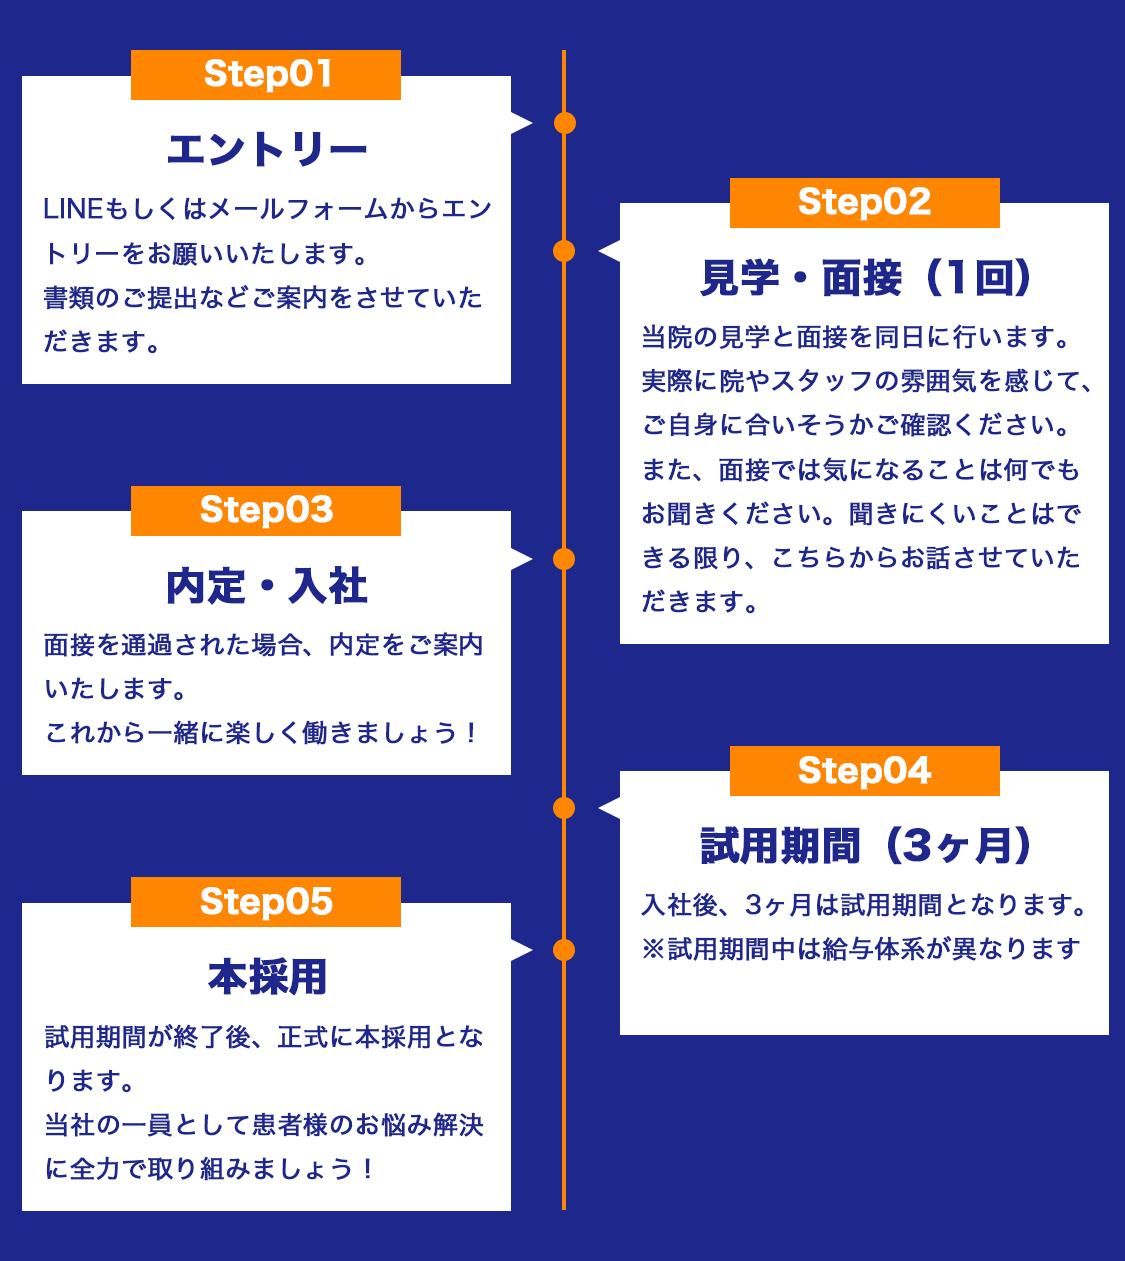 Step01
エントリー
LINEもしくはメールフォームからエン
トリーをお願いいたします。
書類のご提出などご案内をさせていた
だきます。
Step02
見学・面接（1回）
当院の見学と面接を同日に行います。
実際に院やスタッフの雰囲気を感じて、
ご自身に合いそうかご確認ください。
また、面接では気になることは何でも
お聞きください。聞きにくいことはで
きる限り、こちらからお話させていた
だきます。
Step03
内定・入社
面接を通過された場合、内定をご案内
いたします。
これから一緒に楽しく働きましょう！
Step04
試用期間（3ヶ月）
入社後、3ヶ月は試用期間となります。
※試用期間中は給与体系が異なります
Step05
本採用
試用期間が終了後、正式に本採用とな
ります。
当社の一員として患者様のお悩み解決
に全力で取り組みましょう！